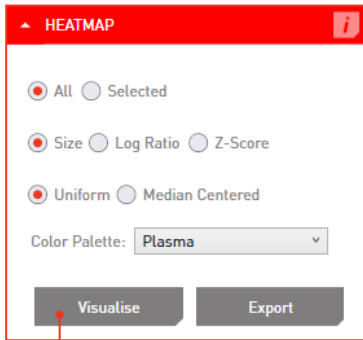 HEATMAP i
All Selected
Size Log Ratio Z-Score
Uniform Median Centered
Color Palette: Plasma
Visualise Export